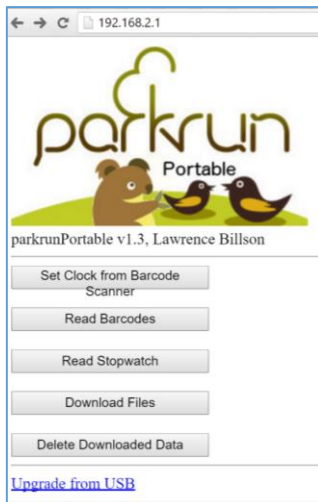 192.168.2.1
parkrun
Portable
parkrunPortable v1.3, Lawrence Billson
Set Clock from Barcode
Scanner
Read Barcodes
Read Stopwatch
Download Files
Delete Downloaded Data
Upgrade from USB